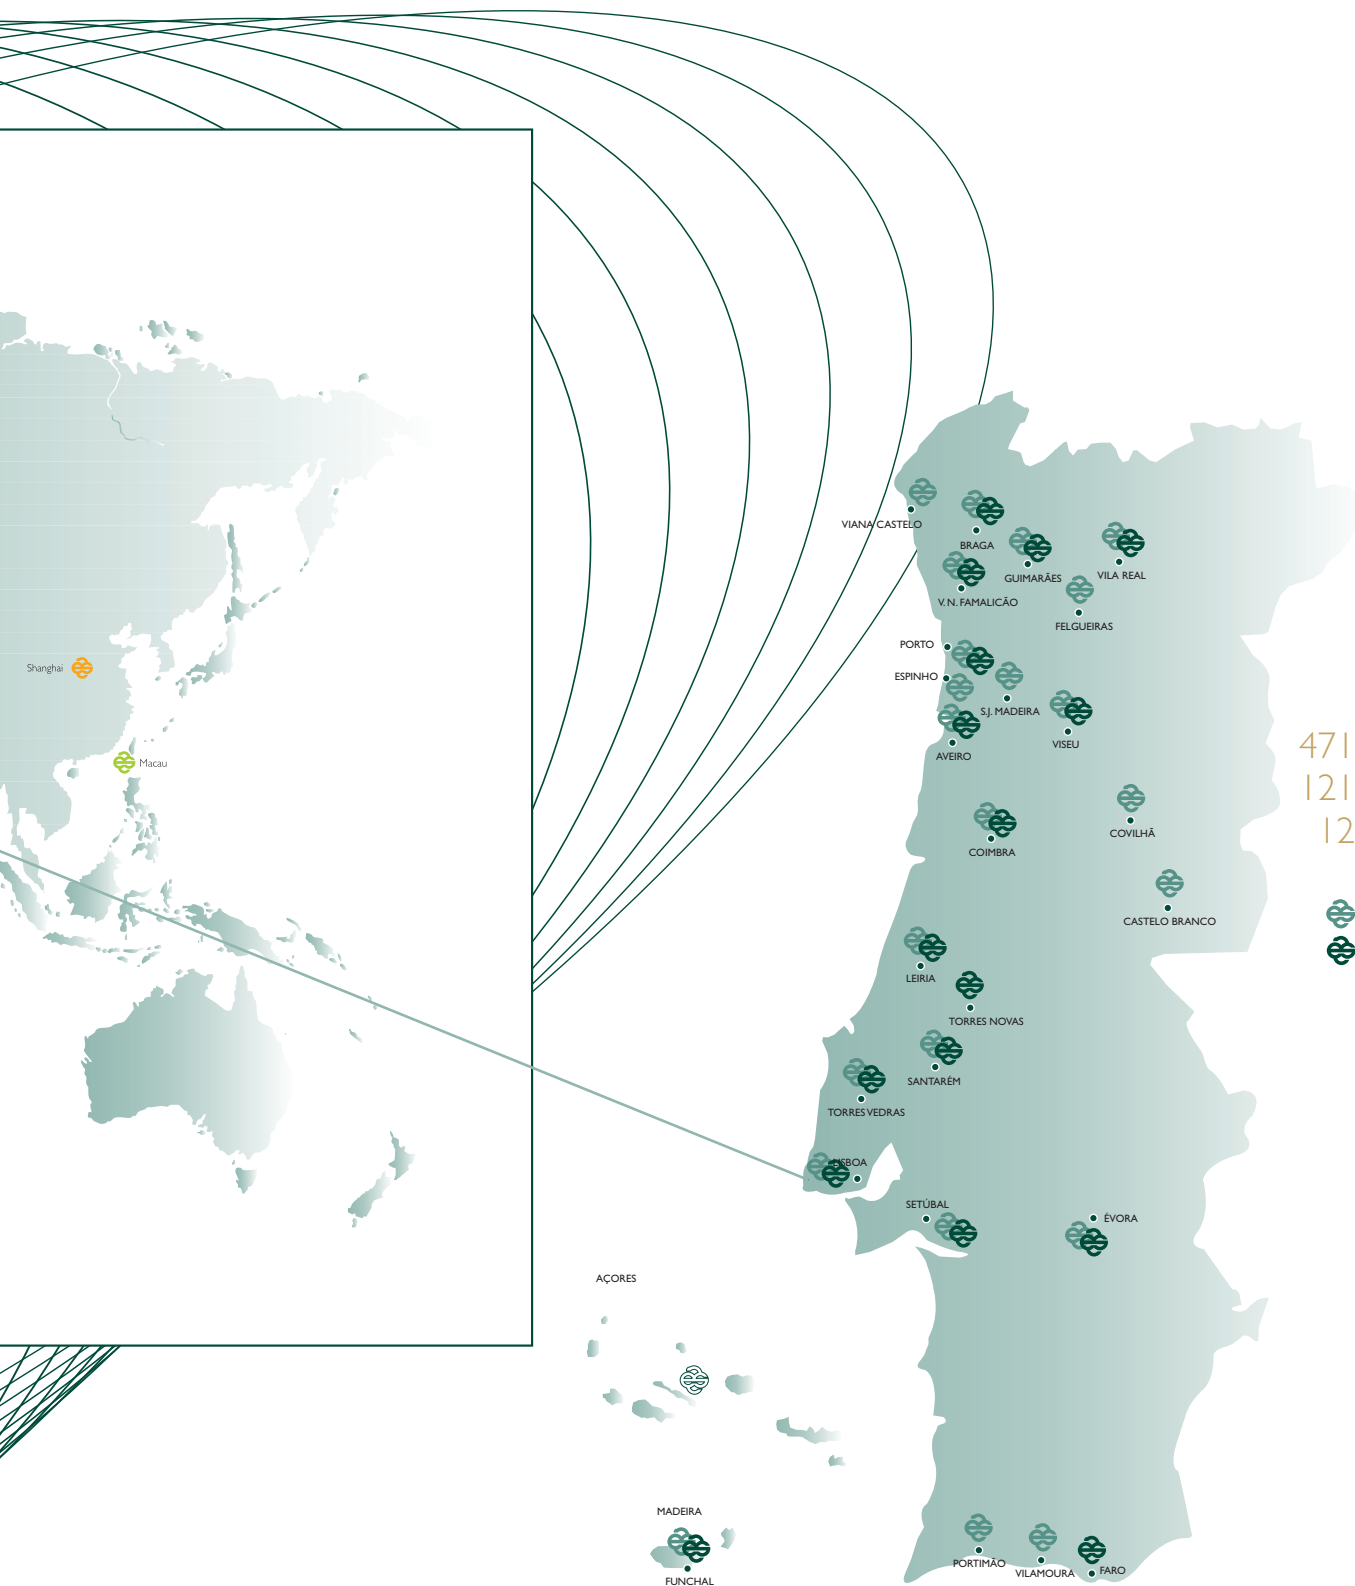 VIANA CASTELO
BRAGA
GUIMARÃES
VILA REAL
V. N. FAMALICÃO
FELGUEIRAS
PORTO
ESPINHO
S.J. MADEIRA
VISEU
AVEIRO
Shanghai
Macau
471
121
12
COVILHÃ
COIMBRA
CASTELO BRANCO
LEIRIA
TORRES NOVAS
SANTARÉM
TORRES VEDRAS
LISBOA
SETÚBAL
ÉVORA
AÇORES
MADEIRA
FUNCHAL
PORTIMÃO
VILAMOURA
FARO